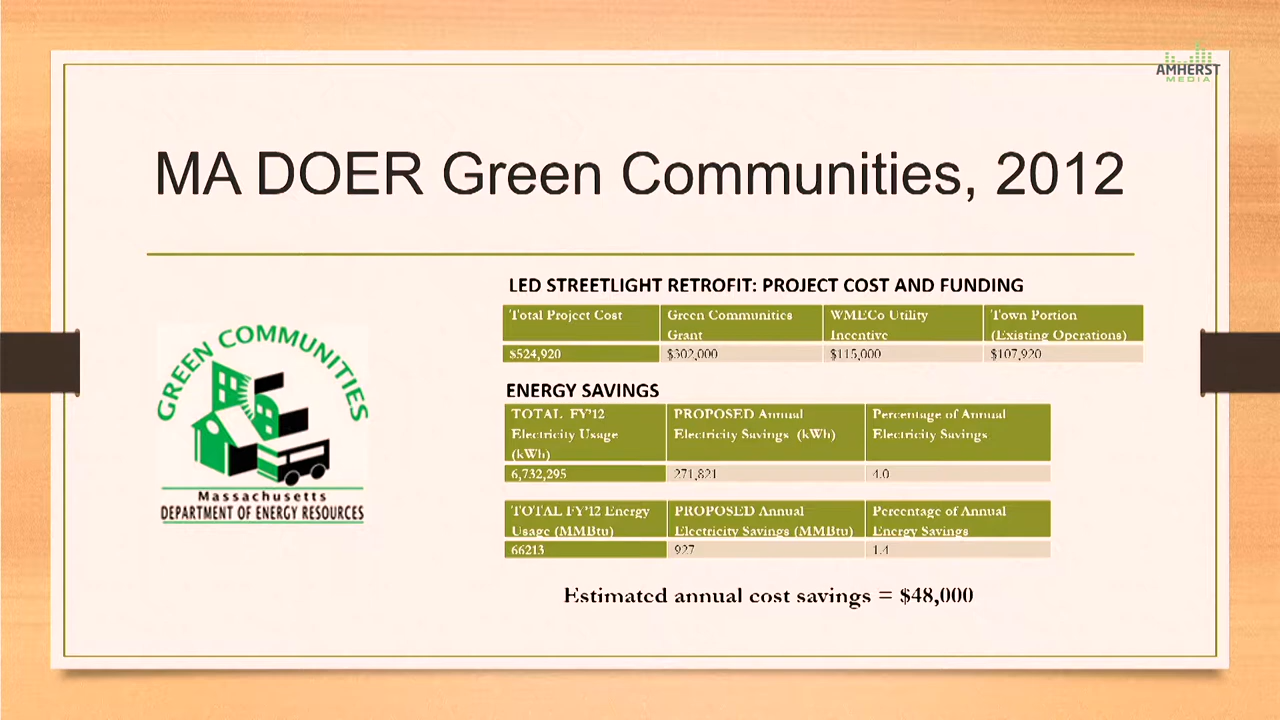 AMHERST
MEDIA
MA DOER Green Communities, 2012
GREEN COMMUNITIES
Massachusetts
DEPARTMENT OF ENERGY RESOURCES
LED STREETLIGHT RETROFIT: PROJECT COST AND FUNDING
Total Project Cost Green Communities Grant WMECo Utility Incentive Town Portion (Existing Operations)
$524,920 $302,000 $115,000 $107,920
ENERGY SAVINGS
TOTAL FY'12 Electricity Usage (kWh) PROPOSED Annual Electricity Savings (kWh) Percentage of Annual Electricity Savings
6,732,295 271,821 4.0
TOTAL FY'12 Energy Usage (MMBtu) PROPOSED Annual Electricity Savings (MMBtu) Percentage of Annual Energy Savings
66213 927 1.4
Estimated annual cost savings = $48,000